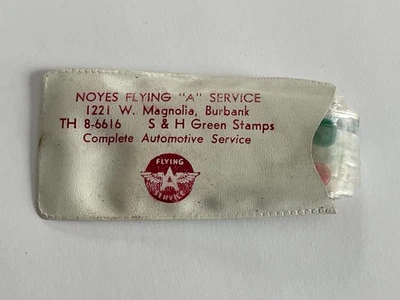 NOYES FLYING "A" SERVICE
1221 W. Magnolia, Burbank
TH 8-6616 S & H Green Stamps
Complete Automotive Service
FLYING
A
SERVICE